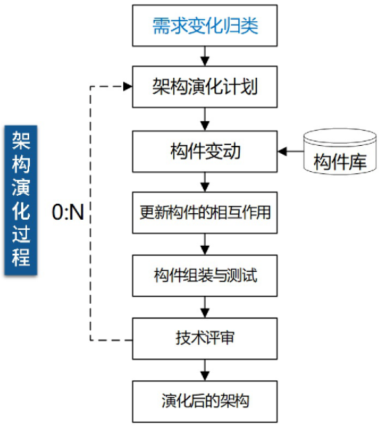 需求变化归类
架构演化计划
构件变动
构件库
架构演化过程
0:N
更新构件的相互作用
构件组装与测试
技术评审
演化后的架构